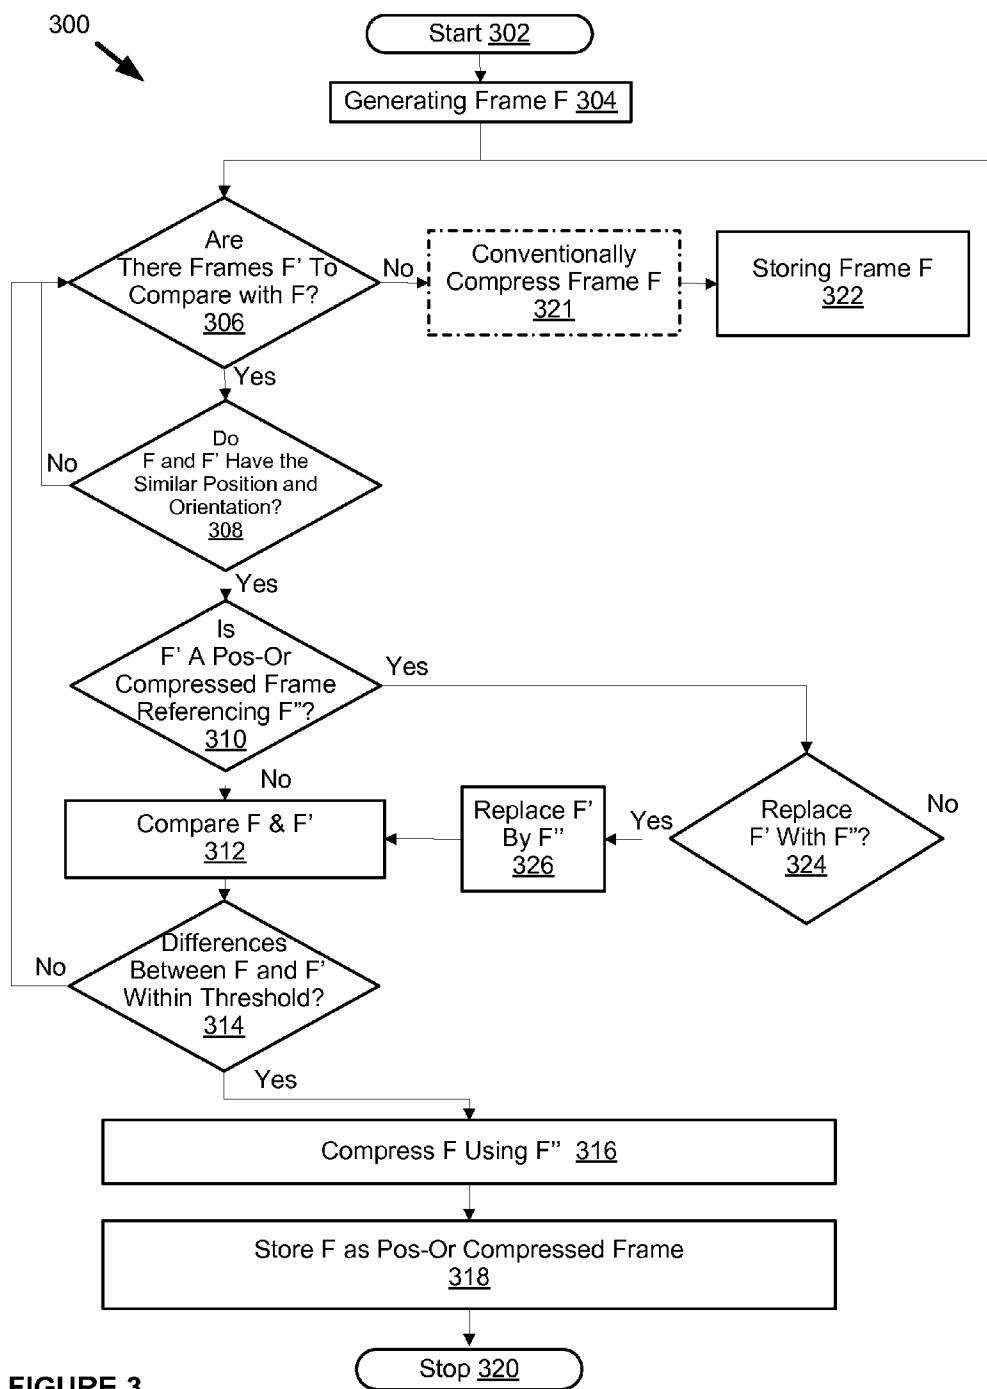 300
Start 302
Generating Frame F 304
Are
There Frames F' To
Compare with F?
306
No
Conventionally
Compress Frame F
321
Storing Frame F
322
Yes
Do
F and F' Have the
Similar Position and
Orientation?
308
No
Yes
Is
F' A Pos-Or
Compressed Frame
Referencing F”?
310
Yes
No
Compare F & F'
312
Replace F'
By F''
326
Yes
Replace
F' With F”?
324
No
Differences
Between F and F'
Within Threshold?
314
No
Yes
Compress F Using F'' 316
Store F as Pos-Or Compressed Frame
318
Stop 320
FIGURE 3